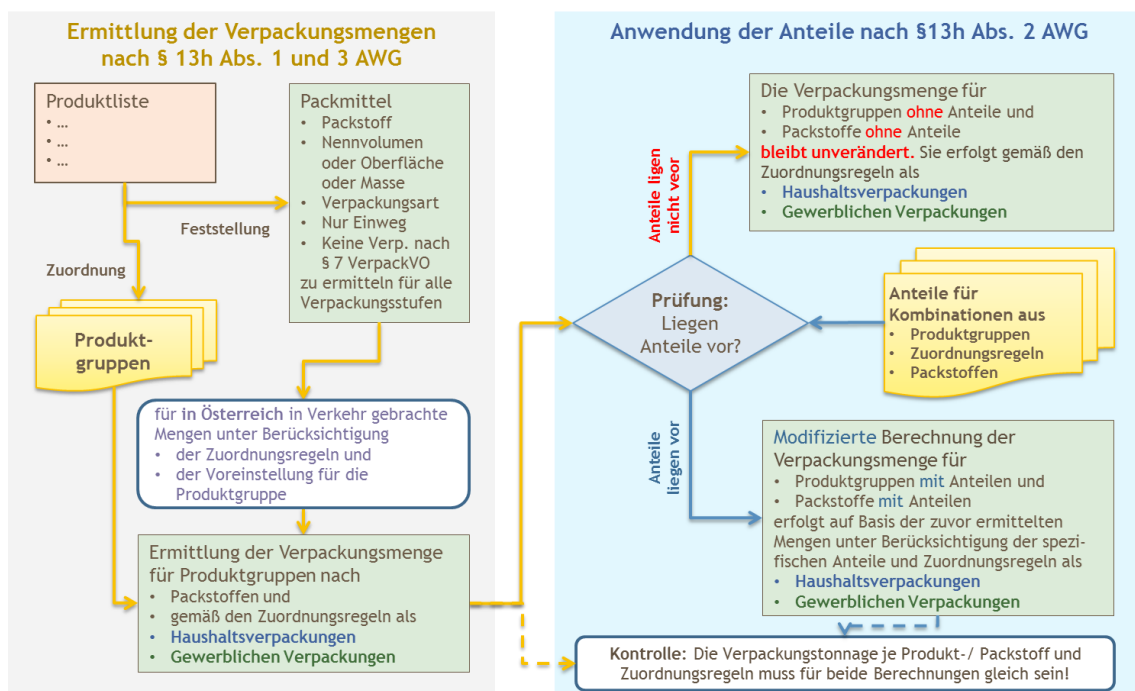 Ermittlung der Verpackungsmengen
nach § 13h Abs. 1 und 3 AWG
Produktliste
• ...
• ...
• ...
Packmittel
• Packstoff
• Nennvolumen
oder Oberfläche
oder Masse
• Verpackungsart
• Nur Einweg
• Keine Verp. nach
§ 7 VerpackVO
zu ermitteln für alle
Verpackungsstufen
Feststellung
Zuordnung
Produkt-
gruppen
für in Österreich in Verkehr gebrachte
Mengen unter Berücksichtigung
• der Zuordnungsregeln und
• der Voreinstellung für die
Produktgruppe
Ermittlung der Verpackungsmenge
für Produktgruppen nach
• Packstoffen und
• gemäß den Zuordnungsregeln als
• Haushaltsverpackungen
• Gewerblichen Verpackungen
Anwendung der Anteile nach §13h Abs. 2 AWG
Die Verpackungsmenge für
• Produktgruppen ohne Anteile und
• Packstoffe ohne Anteile
bleibt unverändert. Sie erfolgt gemäß den
Zuordnungsregeln als
• Haushaltsverpackungen
• Gewerblichen Verpackungen
Anteile ligen
nicht veor
Prüfung:
Liegen
Anteile vor?
Anteile für
Kombinationen aus
• Produktgruppen
• Zuordnungsregeln
• Packstoffen
Anteile
liegen vor
Modifizierte Berechnung der
Verpackungsmenge für
• Produktgruppen mit Anteilen und
• Packstoffe mit Anteilen
erfolgt auf Basis der zuvor ermittelten
Mengen unter Berücksichtigung der spezi-
fischen Anteile und Zuordnungsregeln als
• Haushaltsverpackungen
• Gewerblichen Verpackungen
Kontrolle: Die Verpackungstonnage je Produkt-/ Packstoff und
Zuordnungsregeln muss für beide Berechnungen gleich sein!